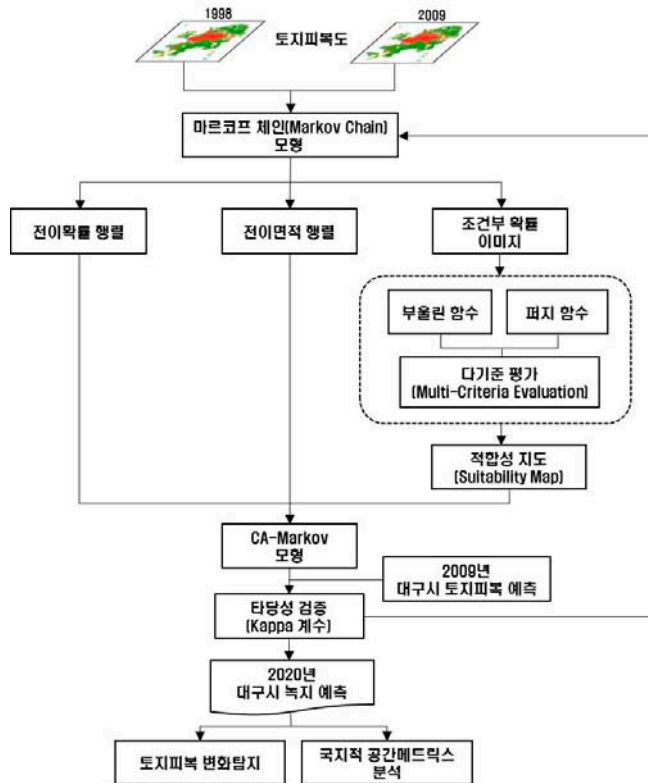 1998
토지피복도
2009
마르코프 체인(Markov Chain)
모형
전이확률 행렬
전이면적 행렬
조건부 확률
이미지
부울린 함수
퍼지 함수
다기준 평가
(Multi-Criteria Evaluation)
적합성 지도
(Suitability Map)
CA-Markov
모형
2009년
대구시 토지피복 예측
타당성 검증
(Kappa 계수)
2020년
대구시 녹지 예측
토지피복 변화탐지
국지적 공간메트릭스
분석